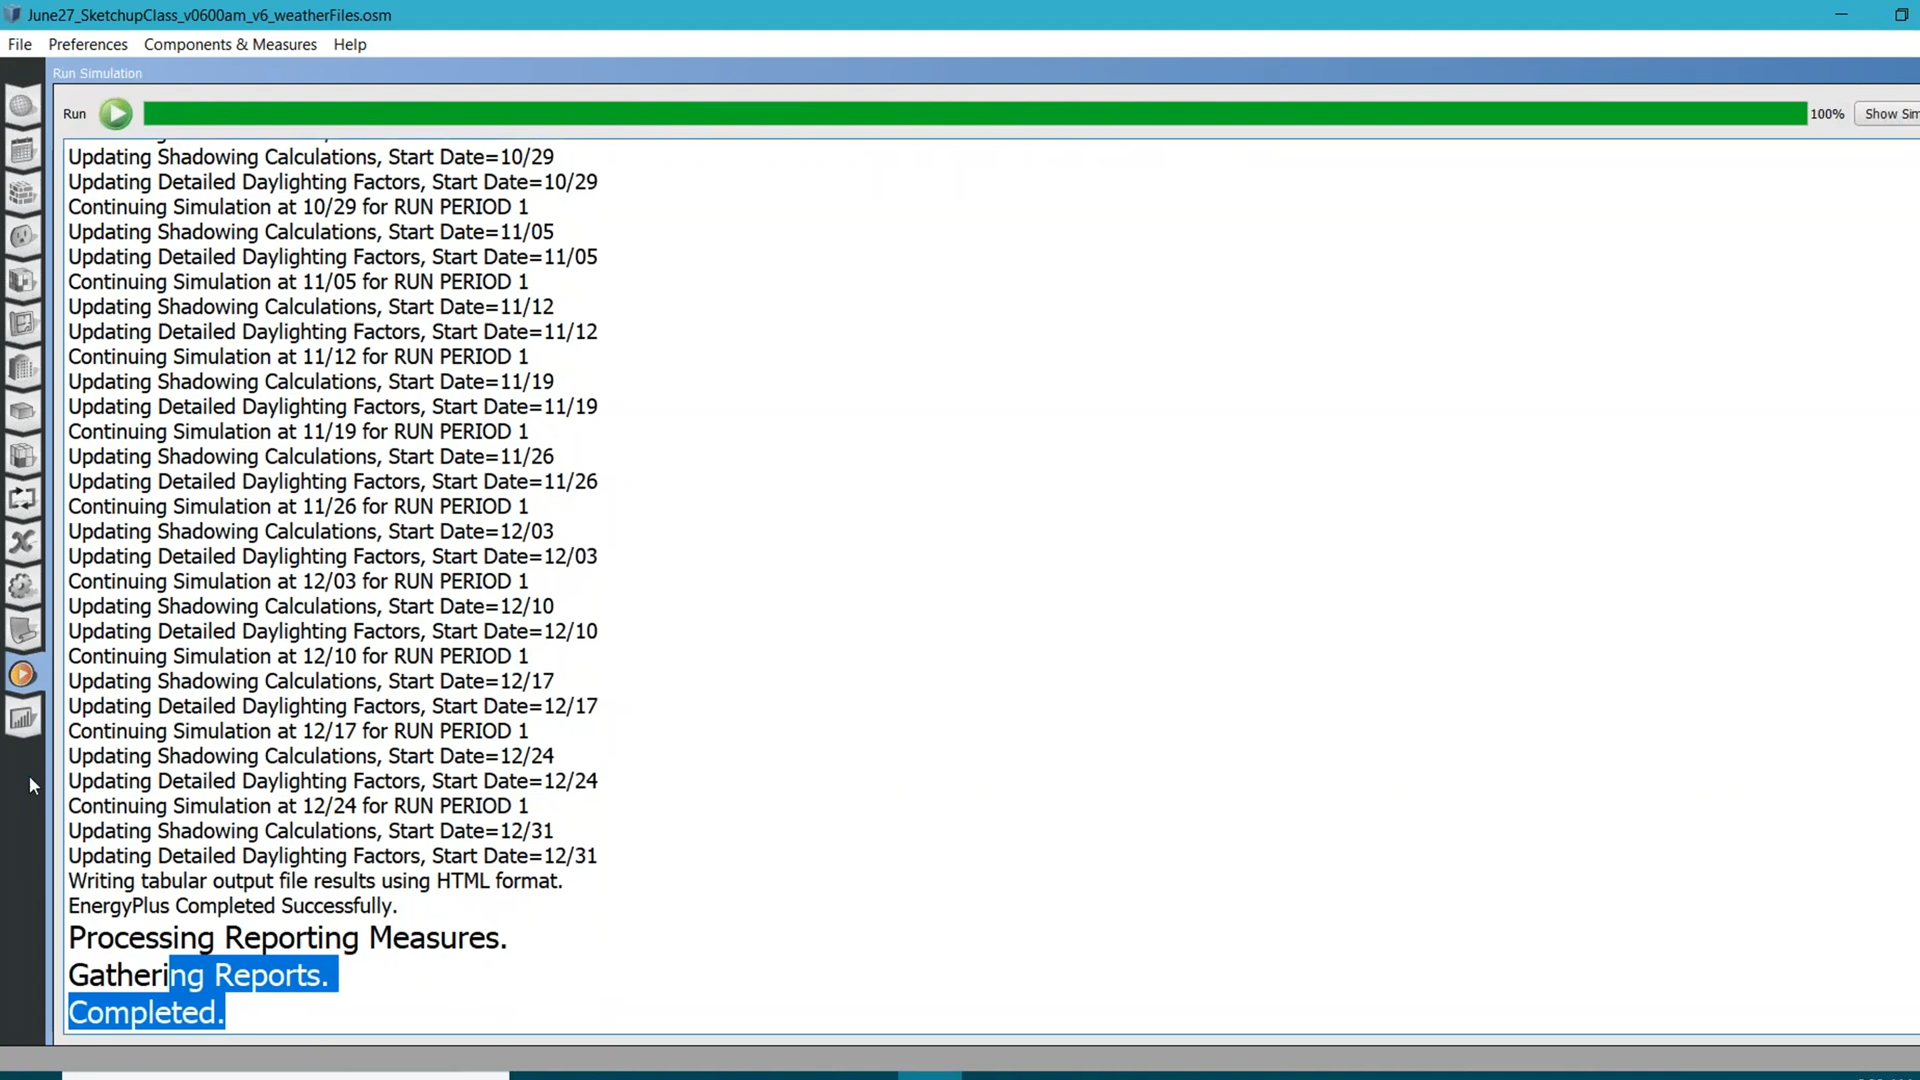 June27_SketchupClass_v0600am_v6_weatherFiles.osm
File Preferences Components & Measures Help
Run Simulation
Run 100% Show Sim
Updating Shadowing Calculations, Start Date=10/29
Updating Detailed Daylighting Factors, Start Date=10/29
Continuing Simulation at 10/29 for RUN PERIOD 1
Updating Shadowing Calculations, Start Date=11/05
Updating Detailed Daylighting Factors, Start Date=11/05
Continuing Simulation at 11/05 for RUN PERIOD 1
Updating Shadowing Calculations, Start Date=11/12
Updating Detailed Daylighting Factors, Start Date=11/12
Continuing Simulation at 11/12 for RUN PERIOD 1
Updating Shadowing Calculations, Start Date=11/19
Updating Detailed Daylighting Factors, Start Date=11/19
Continuing Simulation at 11/19 for RUN PERIOD 1
Updating Shadowing Calculations, Start Date=11/26
Updating Detailed Daylighting Factors, Start Date=11/26
Continuing Simulation at 11/26 for RUN PERIOD 1
Updating Shadowing Calculations, Start Date=12/03
Updating Detailed Daylighting Factors, Start Date=12/03
Continuing Simulation at 12/03 for RUN PERIOD 1
Updating Shadowing Calculations, Start Date=12/10
Updating Detailed Daylighting Factors, Start Date=12/10
Continuing Simulation at 12/10 for RUN PERIOD 1
Updating Shadowing Calculations, Start Date=12/17
Updating Detailed Daylighting Factors, Start Date=12/17
Continuing Simulation at 12/17 for RUN PERIOD 1
Updating Shadowing Calculations, Start Date=12/24
Updating Detailed Daylighting Factors, Start Date=12/24
Continuing Simulation at 12/24 for RUN PERIOD 1
Updating Shadowing Calculations, Start Date=12/31
Updating Detailed Daylighting Factors, Start Date=12/31
Writing tabular output file results using HTML format.
EnergyPlus Completed Successfully.
Processing Reporting Measures.
Gathering Reports.
Completed.